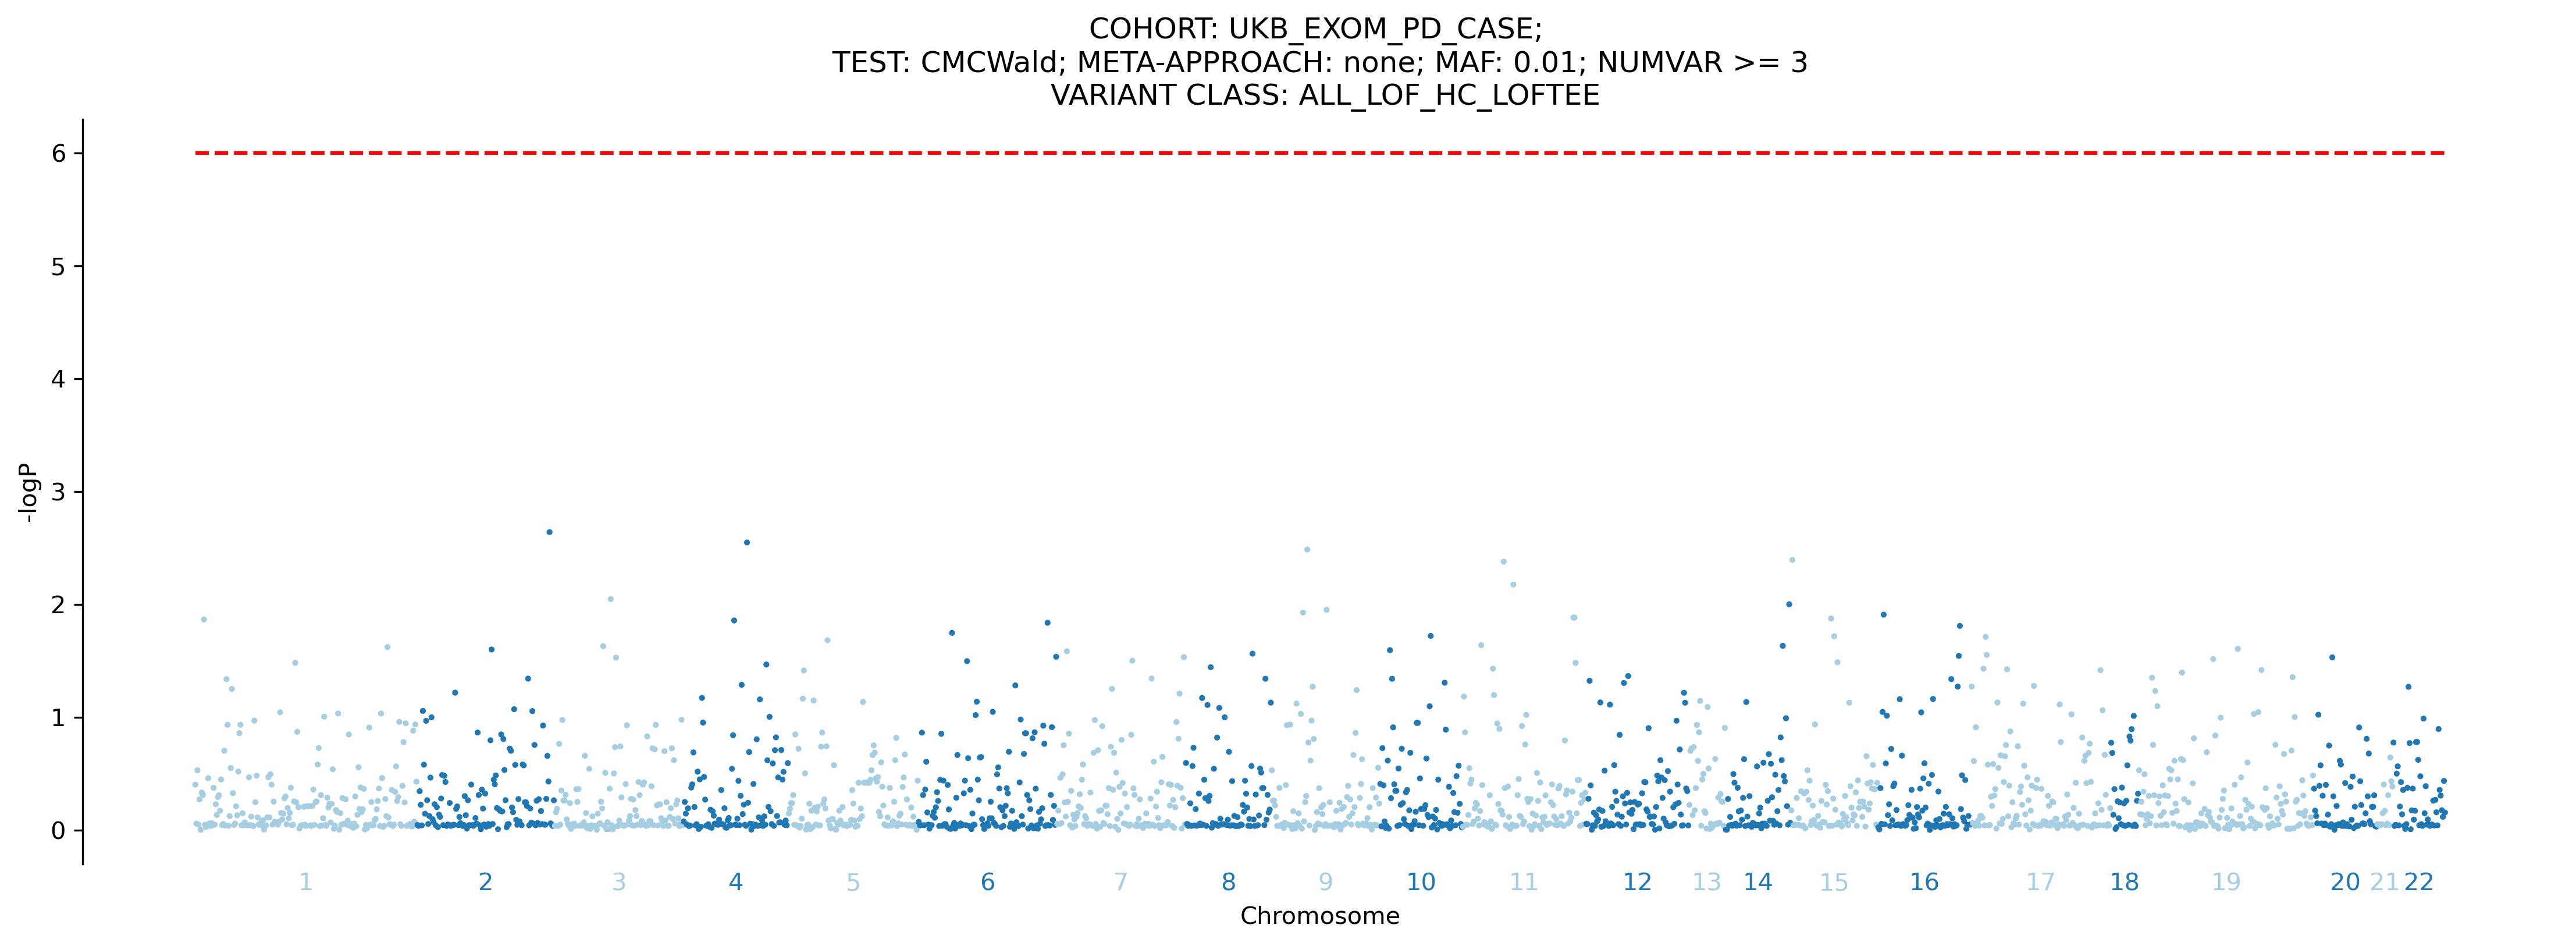 COHORT: UKB_EXOM_PD_CASE;
TEST: CMCWald; META-APPROACH: none; MAF: 0.01; NUMVAR >= 3
VARIANT CLASS: ALL_LOF_HC_LOFTEE
6
5
4
3
2
1
0
-logP
1 2 3 4 5 6 7 8 9 10 11 12 13 14 15 16 17 18 19 20 21 22
Chromosome